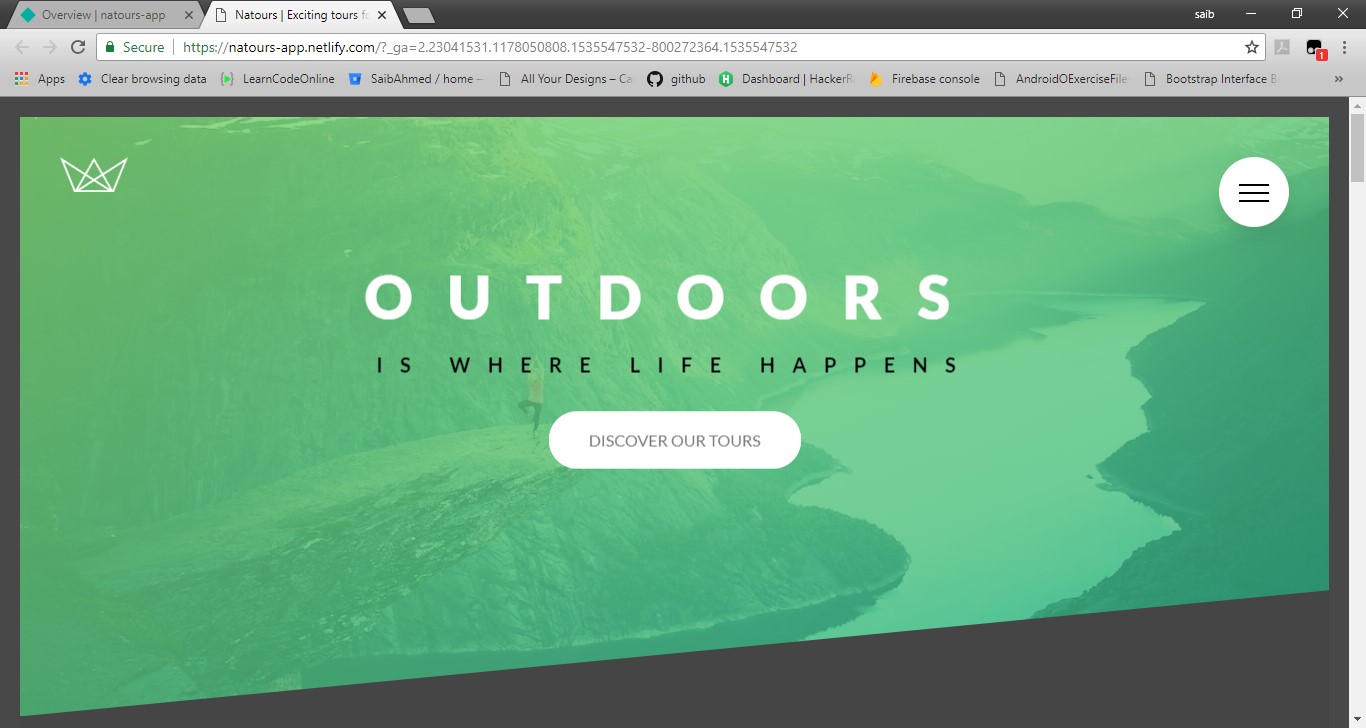 Overview | natours-app
Natours | Exciting tours f
saib
Secure
https://natours-app.netlify.com/?_ga=2.23041531.1178050808.1535547532-800272364.1535547532
1
Apps
Clear browsing data
LearnCodeOnline
SaibAhmed / home –
All Your Designs – Ca
github
Dashboard | HackerR
Firebase console
AndroidOExerciseFile
Bootstrap Interface B
»
OUTDOORS
IS WHERE LIFE HAPPENS
DISCOVER OUR TOURS